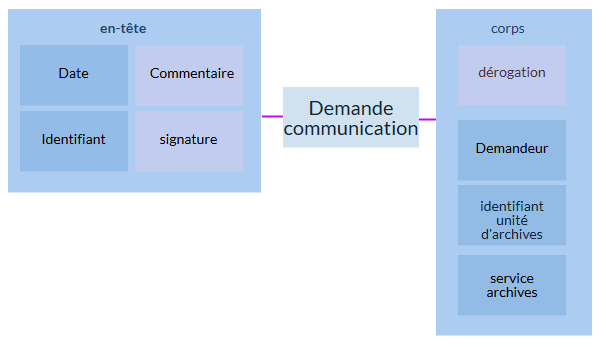 en-tête
Date
Commentaire
Identifiant
signature
Demande
communication
corps
dérogation
Demandeur
identifiant
unité
d'archives
service
archives